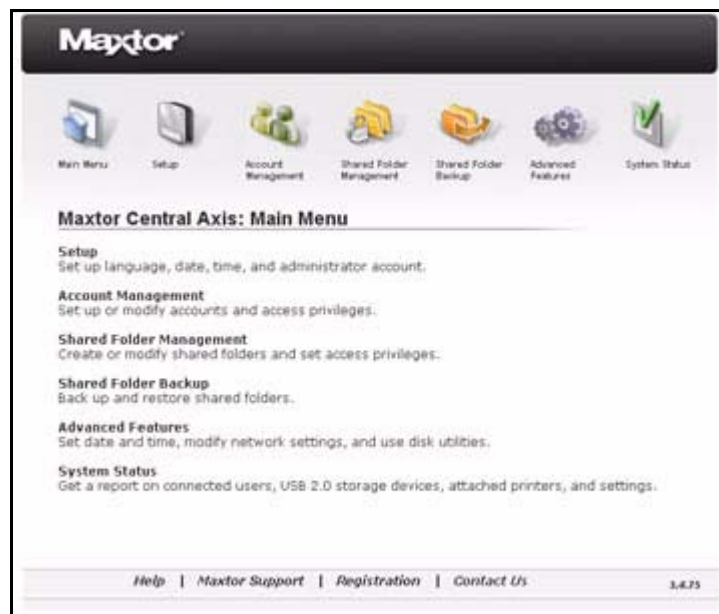 Maxtor
Main Menu
Setup
Account Management
Shared Folder Management
Shared Folder Backup
Advanced Features
System Status
Maxtor Central Axis: Main Menu
Setup
Set up language, date, time, and administrator account.
Account Management
Set up or modify accounts and access privileges.
Shared Folder Management
Create or modify shared folders and set access privileges.
Shared Folder Backup
Back up and restore shared folders.
Advanced Features
Set date and time, modify network settings, and use disk utilities.
System Status
Get a report on connected users, USB 2.0 storage devices, attached printers, and settings.
Help | Maxtor Support | Registration | Contact Us
3.4.73